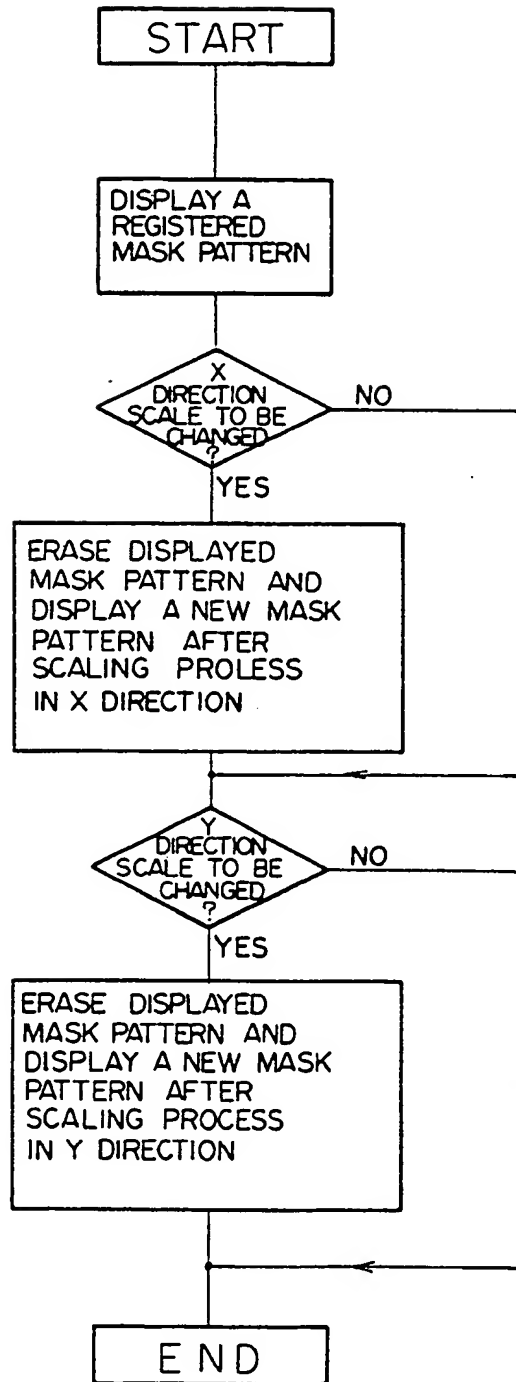 START
DISPLAY A
REGISTERED
MASK PATTERN
X
DIRECTION
SCALE TO BE
CHANGED
?
NO
YES
ERASE DISPLAYED
MASK PATTERN AND
DISPLAY A NEW MASK
PATTERN AFTER
SCALING PROLESS
IN X DIRECTION
Y
DIRECTION
SCALE TO BE
CHANGED
?
NO
YES
ERASE DISPLAYED
MASK PATTERN AND
DISPLAY A NEW MASK
PATTERN AFTER
SCALING PROCESS
IN Y DIRECTION
END